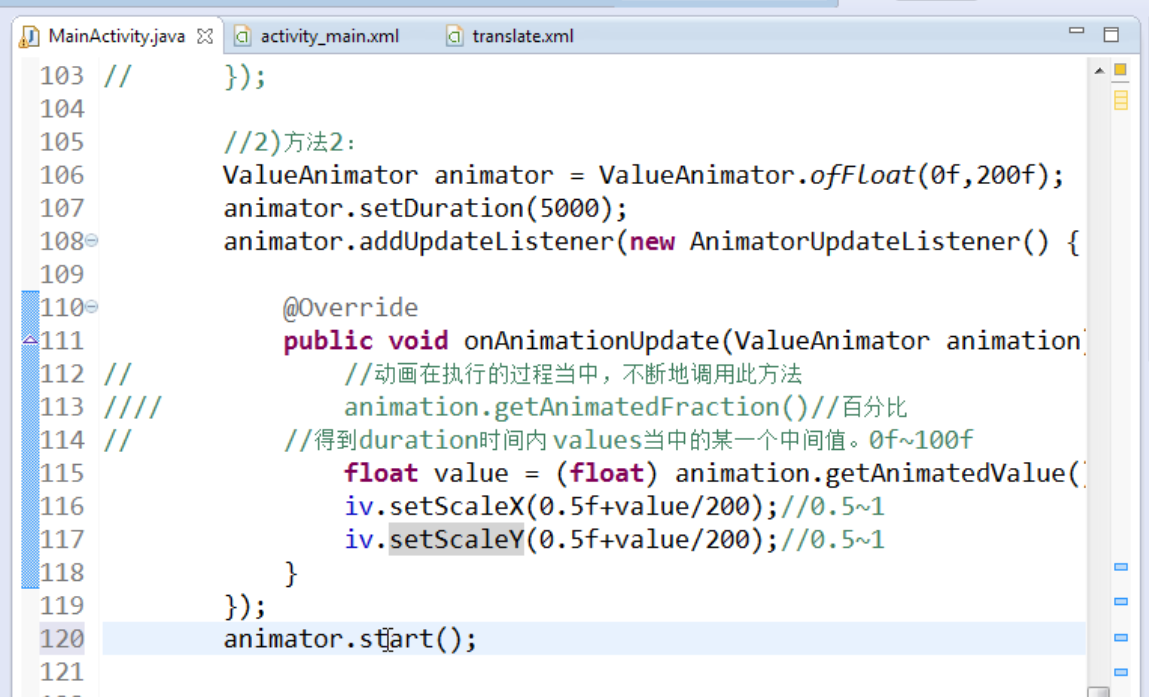 MainActivity.java activity_main.xml translate.xml
103 // });
104
105 //2)方法2:
106 ValueAnimator animator = ValueAnimator.ofFloat(0f,200f);
107 animator.setDuration(5000);
108 animator.addUpdateListener(new AnimatorUpdateListener() {
109
110 @Override
111 public void onAnimationUpdate(ValueAnimator animation)
112 // //动画在执行的过程当中，不断地调用此方法
113 //// animation.getAnimatedFraction()//百分比
114 // //得到duration时间内 values当中的某一个中间值。0f~100f
115 float value = (float) animation.getAnimatedValue()
116 iv.setScaleX(0.5f+value/200);//0.5~1
117 iv.setScaleY(0.5f+value/200);//0.5~1
118 }
119 });
120 animator.start();
121